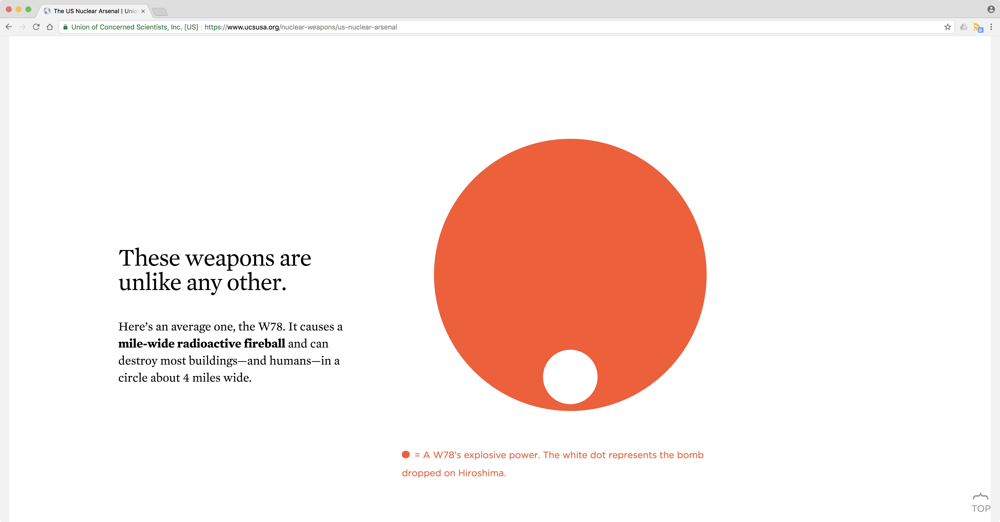 The US Nuclear Arsenal | Unio
Union of Concerned Scientists, Inc. [US] https://www.ucsusa.org/nuclear-weapons/us-nuclear-arsenal
9
These weapons are
unlike any other.
Here’s an average one, the W78. It causes a
mile-wide radioactive fireball and can
destroy most buildings—and humans—in a
circle about 4 miles wide.
= A W78’s explosive power. The white dot represents the bomb
dropped on Hiroshima.
TOP